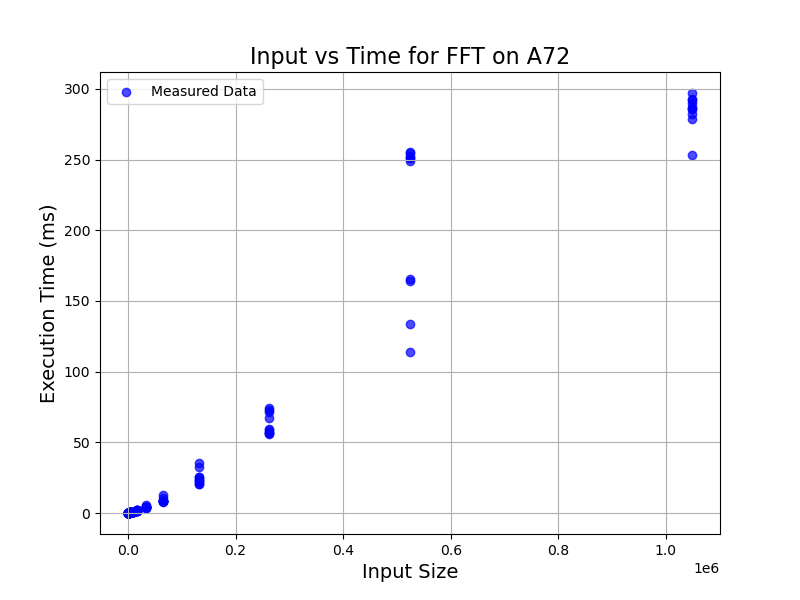 Input vs Time for FFT on A72
Measured Data
Execution Time (ms)
300
250
200
150
100
50
0
0.0 0.2 0.4 0.6 0.8 1.0
1e6
Input Size